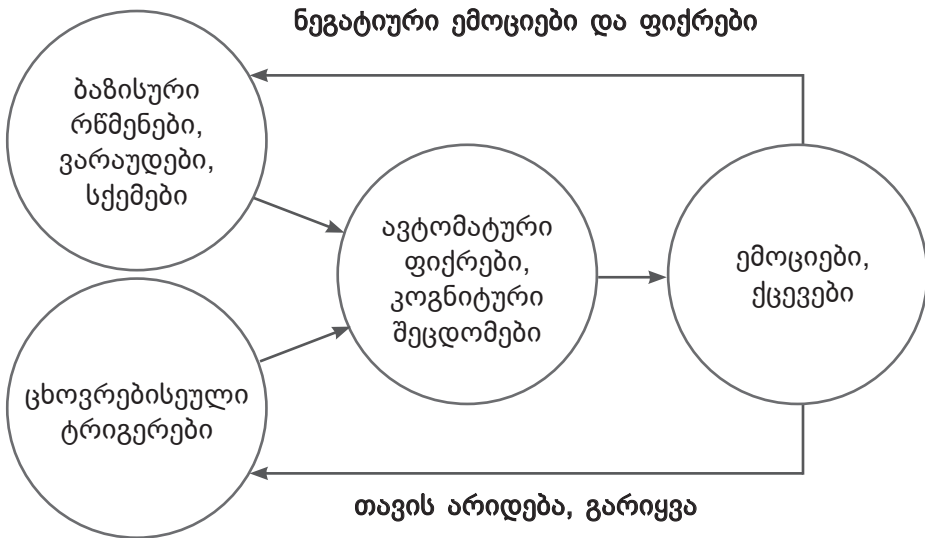 ნეგატიური ემოციები და ფიქრები
ბაზისური
რწმენები,
ვარაუდები,
სქემები
ავტომატური
ფიქრები,
კოგნიტური
შეცდომები
ემოციები,
ქცევები
ცხოვრებისეული
ტრიგერები
თავის არიდება, გარიყვა